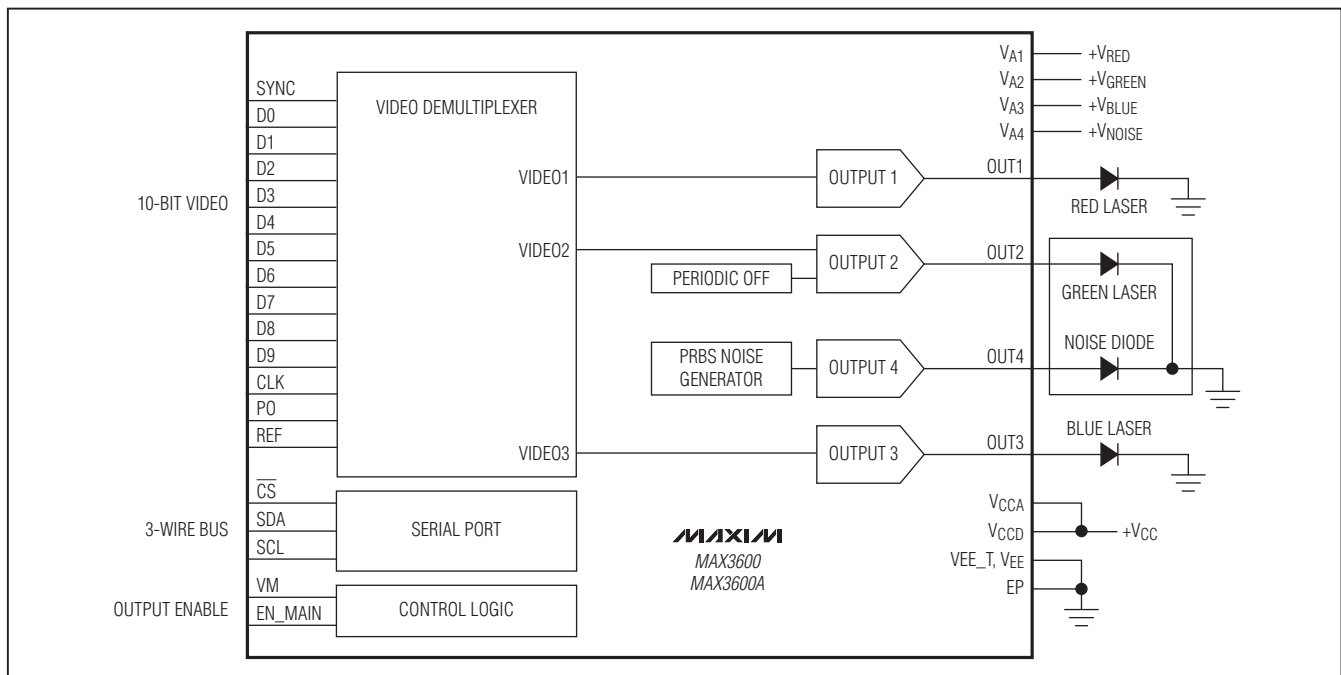 SYNC
D0
D1
D2
D3
D4
D5
D6
D7
D8
D9
CLK
PO
REF
10-BIT VIDEO
VIDEO DEMULTIPLEXER
VIDEO1
VIDEO2
VIDEO3
PERIODIC OFF
PRBS NOISE
GENERATOR
OUTPUT 1
OUTPUT 2
OUTPUT 4
OUTPUT 3
VA1 +VRED
VA2 +VGREEN
VA3 +VBLUE
VA4 +VNOISE
OUT1
RED LASER
OUT2
GREEN LASER
NOISE DIODE
OUT4
BLUE LASER
OUT3
CS
SDA
SCL
3-WIRE BUS
SERIAL PORT
VM
EN_MAIN
OUTPUT ENABLE
CONTROL LOGIC
MAXIM
MAX3600
MAX3600A
VCCA
VCCD +VCC
VEE_T, VEE
EP